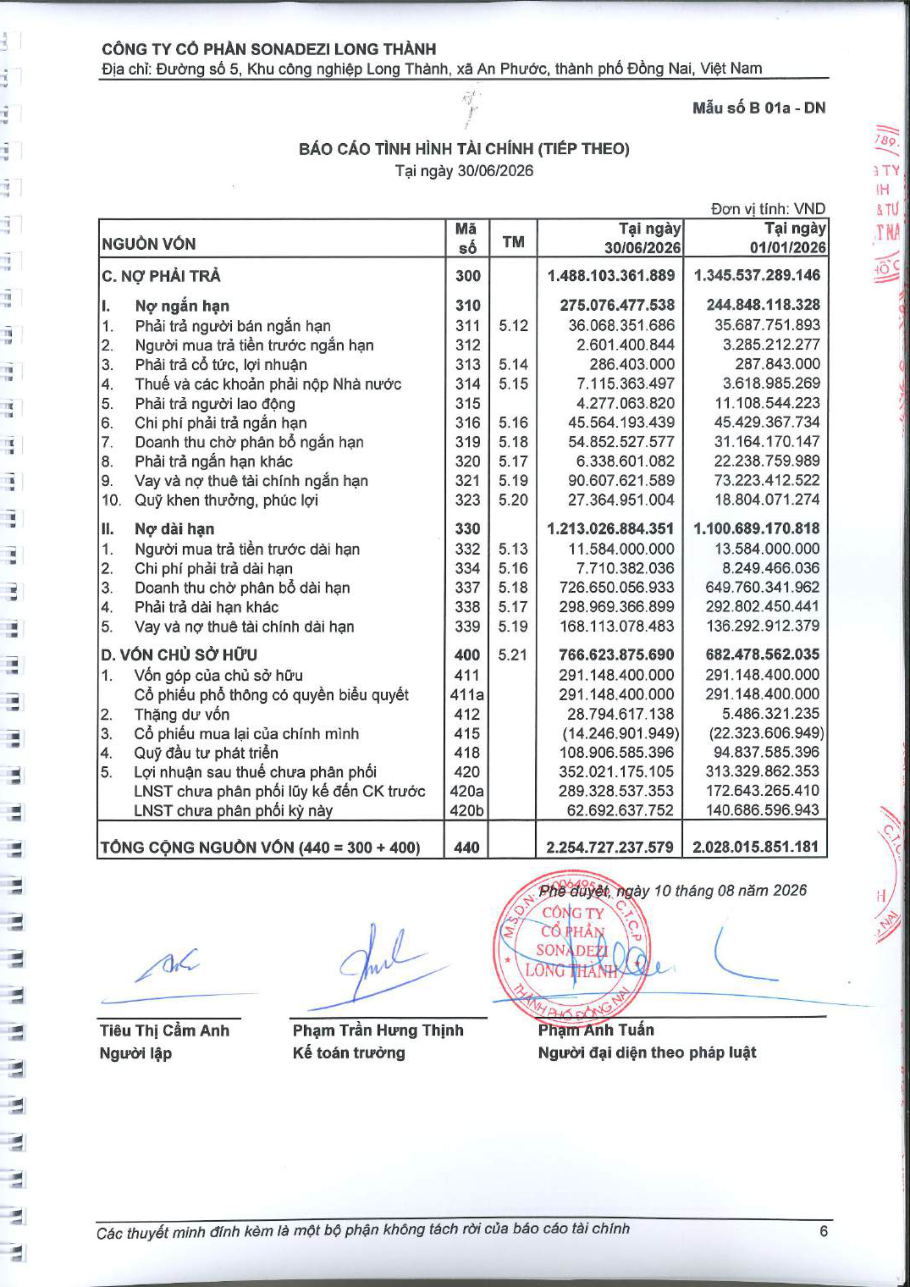 CÔNG TY CỔ PHẦN SONADEZI LONG THÀNH
Địa chỉ: Đường số 5, Khu công nghiệp Long Thành, xã An Phước, thành phố Đồng Nai, Việt Nam
Mẫu số B 01a - DN
BÁO CÁO TÌNH HÌNH TÀI CHÍNH (TIẾP THEO)
Tại ngày 30/06/2026
Đơn vị tính: VND
NGUỒN VỐN Mã số TM Tại ngày 30/06/2026 Tại ngày 01/01/2026
C. NỢ PHẢI TRẢ 300 1.488.103.361.889 1.345.537.289.146
I. Nợ ngắn hạn 310 275.076.477.538 244.848.118.328
1. Phải trả người bán ngắn hạn 311 5.12 36.068.351.686 35.687.751.893
2. Người mua trả tiền trước ngắn hạn 312 2.601.400.844 3.285.212.277
3. Phải trả cổ tức, lợi nhuận 313 5.14 286.403.000 287.843.000
4. Thuế và các khoản phải nộp Nhà nước 314 5.15 7.115.363.497 3.618.985.269
5. Phải trả người lao động 315 4.277.063.820 11.108.544.223
6. Chi phí phải trả ngắn hạn 316 5.16 45.564.193.439 45.429.367.734
7. Doanh thu chờ phân bổ ngắn hạn 319 5.18 54.852.527.577 31.164.170.147
8. Phải trả ngắn hạn khác 320 5.17 6.338.601.082 22.238.759.989
9. Vay và nợ thuê tài chính ngắn hạn 321 5.19 90.607.621.589 73.223.412.522
10. Quỹ khen thưởng, phúc lợi 323 5.20 27.364.951.004 18.804.071.274
II. Nợ dài hạn 330 1.213.026.884.351 1.100.689.170.818
1. Người mua trả tiền trước dài hạn 332 5.13 11.584.000.000 13.584.000.000
2. Chi phí phải trả dài hạn 334 5.16 7.710.382.036 8.249.466.036
3. Doanh thu chờ phân bổ dài hạn 337 5.18 726.650.056.933 649.760.341.962
4. Phải trả dài hạn khác 338 5.17 298.969.366.899 292.802.450.441
5. Vay và nợ thuê tài chính dài hạn 339 5.19 168.113.078.483 136.292.912.379
D. VỐN CHỦ SỞ HỮU 400 5.21 766.623.875.690 682.478.562.035
1. Vốn góp của chủ sở hữu 411 291.148.400.000 291.148.400.000
Cổ phiếu phổ thông có quyền biểu quyết 411a 291.148.400.000 291.148.400.000
2. Thặng dư vốn 412 28.794.617.138 5.486.321.235
3. Cổ phiếu mua lại của chính mình 415 (14.246.901.949) (22.323.606.949)
4. Quỹ đầu tư phát triển 418 108.906.585.396 94.837.585.396
5. Lợi nhuận sau thuế chưa phân phối 420 352.021.175.105 313.329.862.353
LNST chưa phân phối lũy kế đến CK trước 420a 289.328.537.353 172.643.265.410
LNST chưa phân phối kỳ này 420b 62.692.637.752 140.686.596.943
TỔNG CỘNG NGUỒN VỐN (440 = 300 + 400) 440 2.254.727.237.579 2.028.015.851.181
Phê duyệt, ngày 10 tháng 08 năm 2026
CÔNG TY
CỔ PHẦN
SONADEZI
LONG THÀNH
THÀNH PHỐ ĐỒNG NAI
Tiêu Thị Cẩm Anh
Người lập
Phạm Trần Hưng Thịnh
Kế toán trưởng
Phạm Anh Tuấn
Người đại diện theo pháp luật
Các thuyết minh đính kèm là một bộ phận không tách rời của báo cáo tài chính 6